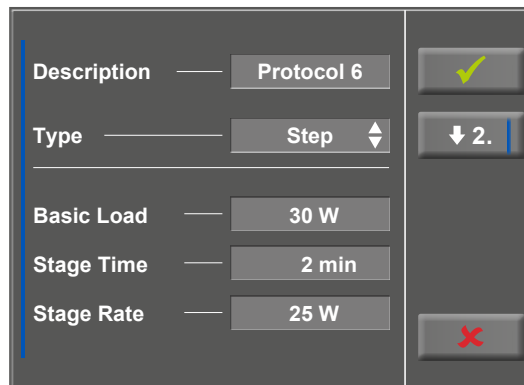 Description Protocol 6
Type Step
2.
Basic Load 30 W
Stage Time 2 min
Stage Rate 25 W